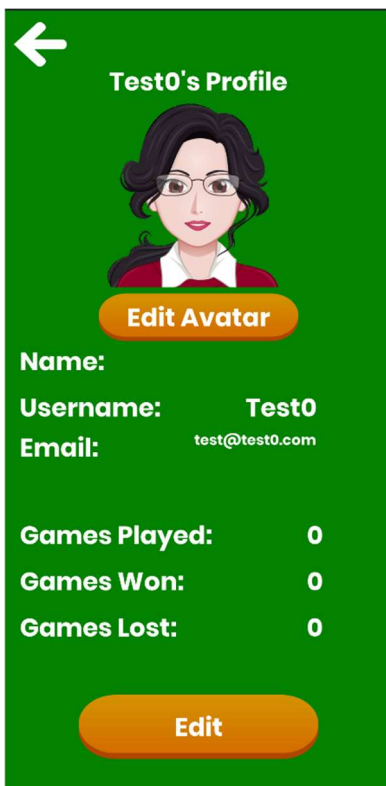 Test0's Profile
Edit Avatar
Name:
Username: Test0
Email: test@test0.com
Games Played: 0
Games Won: 0
Games Lost: 0
Edit